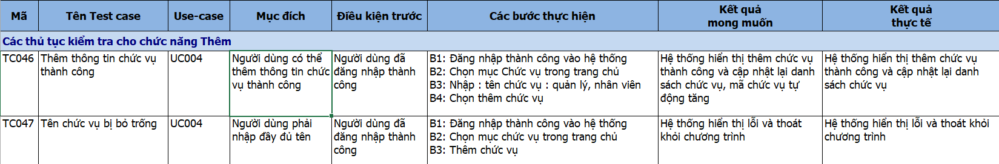 Mã
Tên Test case
Use-case
Mục đích
Điều kiện trước
Các bước thực hiện
Kết quả
mong muốn
Kết quả
thực tế
Các thủ tục kiểm tra cho chức năng Thêm
TC046
Thêm thông tin chức vụ
thành công
UC004
Người dùng có thể
thêm thông tin chức
vụ thành công
Người dùng đã
đăng nhập thành
công
B1: Đăng nhập thành công vào hệ thống
B2: Chọn mục Chức vụ trong trang chủ
B3: Nhập : tên chức vụ : quản lý, nhân viên
B4: Chọn thêm chức vụ
Hệ thống hiển thị thêm chức vụ
thành công và cập nhật lại danh
sách chức vụ, mã chức vụ tự
động tăng
Hệ thống hiển thị thêm chức vụ
thành công và cập nhật lại danh
sách chức vụ
TC047
Tên chức vụ bị bỏ trống
UC004
Người dùng phải
nhập đầy đủ tên
Người dùng đã
đăng nhập thành
công
B1: Đăng nhập thành công vào hệ thống
B2: Chọn mục chức vụ trong trang chủ
B3: Thêm chức vụ
Hệ thống hiển thị lỗi và thoát
khỏi chương trình
Hệ thống hiển thị lỗi và thoát khỏi
chương trình